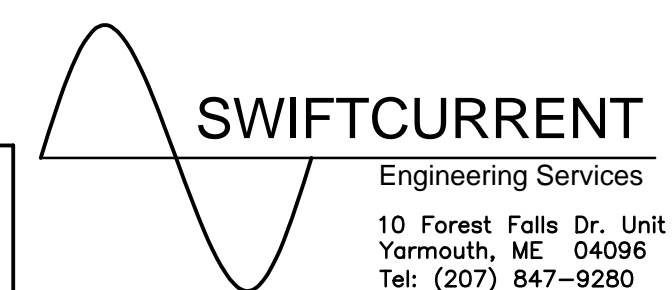 SWIFTCURRENT
Engineering Services
10 Forest Falls Dr. Unit
Yarmouth, ME 04096
Tel: (207) 847-9280